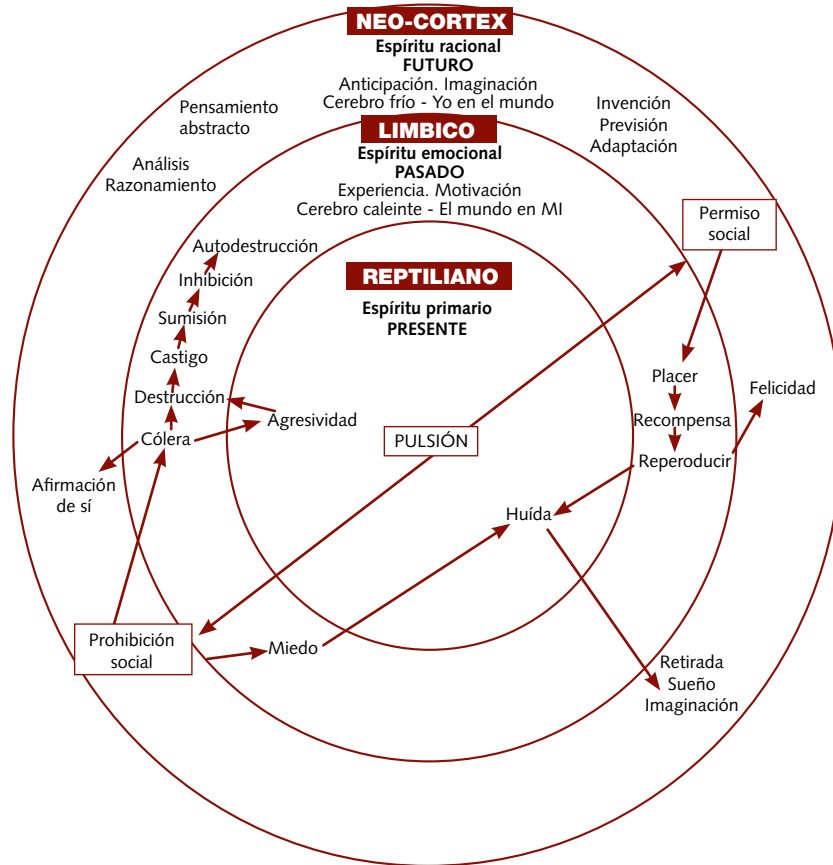 NEO-CORTEX
Espíritu racional
FUTURO
Anticipación. Imaginación
Cerebro frío - Yo en el mundo
Pensamiento
abstracto
Invención
Previsión
Adaptación
Análisis
Razonamiento
LIMBICO
Espíritu emocional
PASADO
Experiencia. Motivación
Cerebro caleinte - El mundo en MI
Permiso
social
Autodestrucción
Inhibición
Sumisión
Castigo
Destrucción
Cólera
Agresividad
Afirmación
de sí
REPTILIANO
Espíritu primario
PRESENTE
PULSIÓN
Placer
Recompensa
Reperoducir
Felicidad
Huída
Prohibición
social
Miedo
Retirada
Sueño
Imaginación